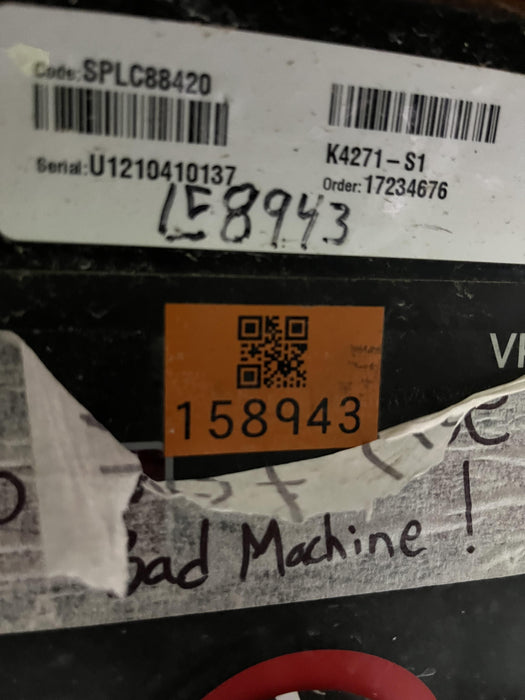 Code: SPLC88420
K4271-S1
Serial: U1210410137
Order: 17234676
158943
158943
Bad Machine!